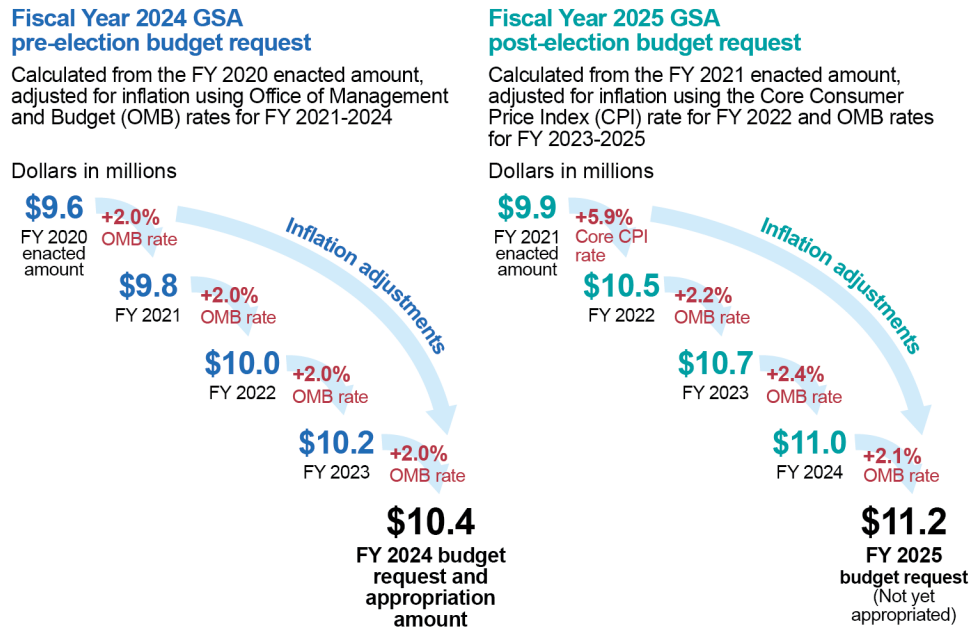 Fiscal Year 2024 GSA
pre-election budget request
Calculated from the FY 2020 enacted amount,
adjusted for inflation using Office of Management
and Budget (OMB) rates for FY 2021-2024
Dollars in millions
$9.6
FY 2020
enacted
amount
+2.0%
OMB rate
$9.8
FY 2021
+2.0%
OMB rate
$10.0
FY 2022
+2.0%
OMB rate
$10.2
FY 2023
+2.0%
OMB rate
$10.4
FY 2024 budget
request and
appropriation
amount
Inflation adjustments
Fiscal Year 2025 GSA
post-election budget request
Calculated from the FY 2021 enacted amount,
adjusted for inflation using the Core Consumer
Price Index (CPI) rate for FY 2022 and OMB rates
for FY 2023-2025
Dollars in millions
$9.9
FY 2021
enacted
amount
+5.9%
Core CPI
rate
$10.5
FY 2022
+2.2%
OMB rate
$10.7
FY 2023
+2.4%
OMB rate
$11.0
FY 2024
+2.1%
OMB rate
$11.2
FY 2025
budget request
(Not yet
appropriated)
Inflation adjustments